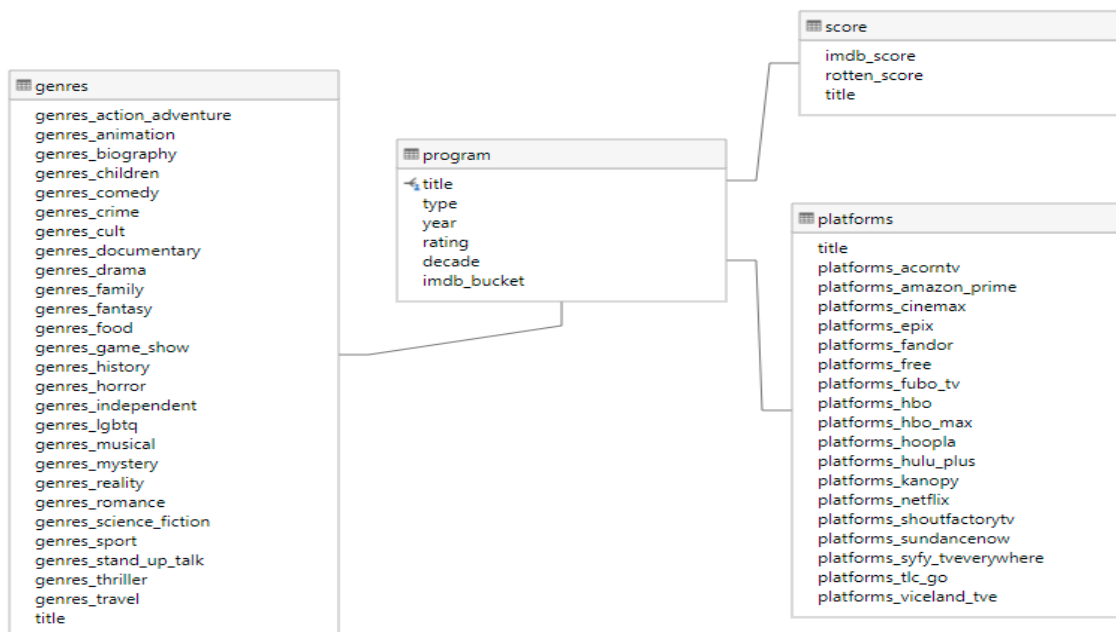 genres
genres_action_adventure
genres_animation
genres_biography
genres_children
genres_comedy
genres_crime
genres_cult
genres_documentary
genres_drama
genres_family
genres_fantasy
genres_food
genres_game_show
genres_history
genres_horror
genres_independent
genres_lgbtq
genres_musical
genres_mystery
genres_reality
genres_romance
genres_science_fiction
genres_sport
genres_stand_up_talk
genres_thriller
genres_travel
title
program
title
type
year
rating
decade
imdb_bucket
score
imdb_score
rotten_score
title
platforms
title
platforms_acorntv
platforms_amazon_prime
platforms_cinemax
platforms_epix
platforms_fandor
platforms_free
platforms_fubo_tv
platforms_hbo
platforms_hbo_max
platforms_hoopla
platforms_hulu_plus
platforms_kanopy
platforms_netflix
platforms_shoutfactorytv
platforms_sundancenow
platforms_syfy_tveverywhere
platforms_tlc_go
platforms_viceland_tve